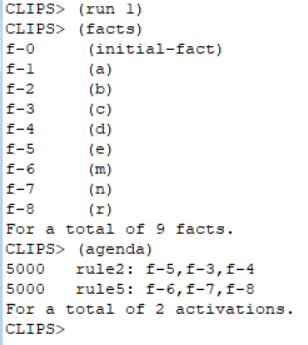 CLIPS> (run 1)
CLIPS> (facts)
f-0     (initial-fact)
f-1     (a)
f-2     (b)
f-3     (c)
f-4     (d)
f-5     (e)
f-6     (m)
f-7     (n)
f-8     (r)
For a total of 9 facts.
CLIPS> (agenda)
5000   rule2: f-5,f-3,f-4
5000   rule5: f-6,f-7,f-8
For a total of 2 activations.
CLIPS>